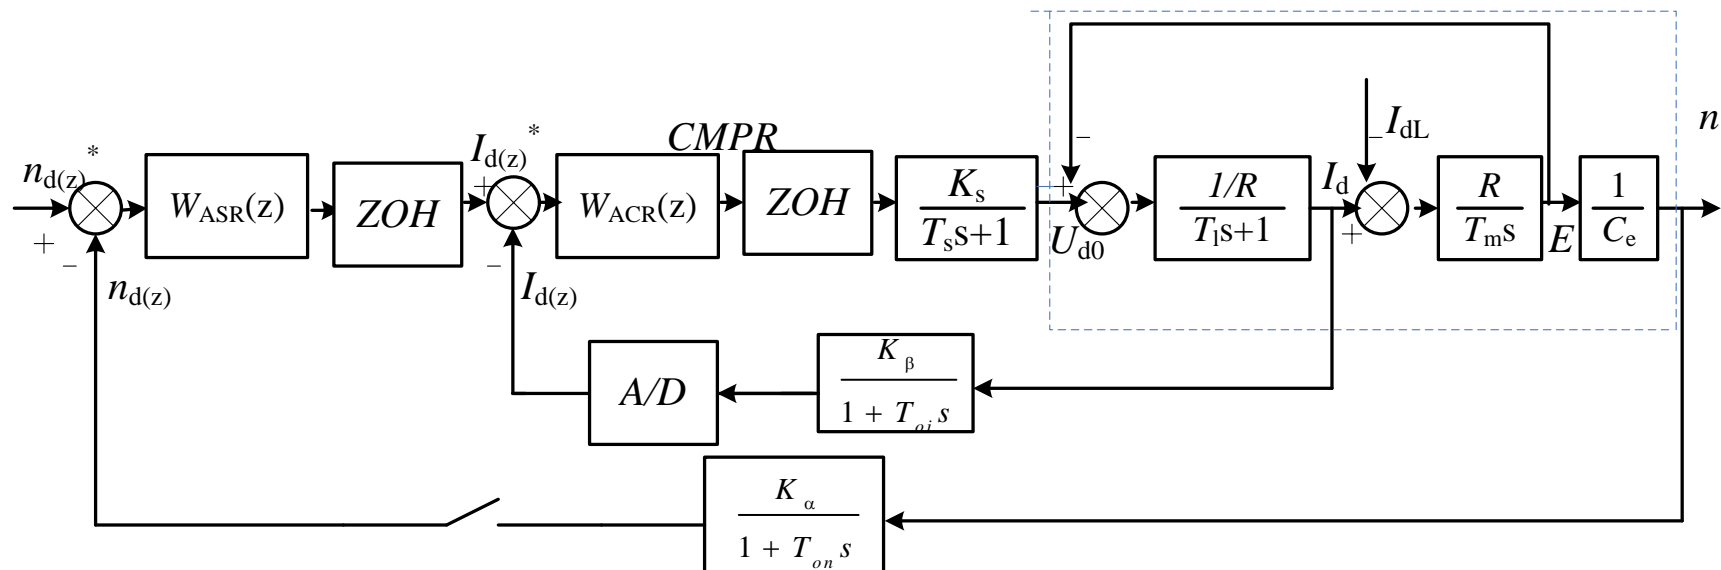 n_d(z)*
+
−
n_d(z)
W_ASR(z)
ZOH
I_d(z)*
+
−
I_d(z)
CMPR
W_ACR(z)
ZOH
K_s
T_s s+1
+
−
U_d0
1/R
T_l s+1
I_d
+
−
I_dL
R
T_m s
E
1
C_e
n
A/D
K_β
1 + T_oi s
K_α
1 + T_on s